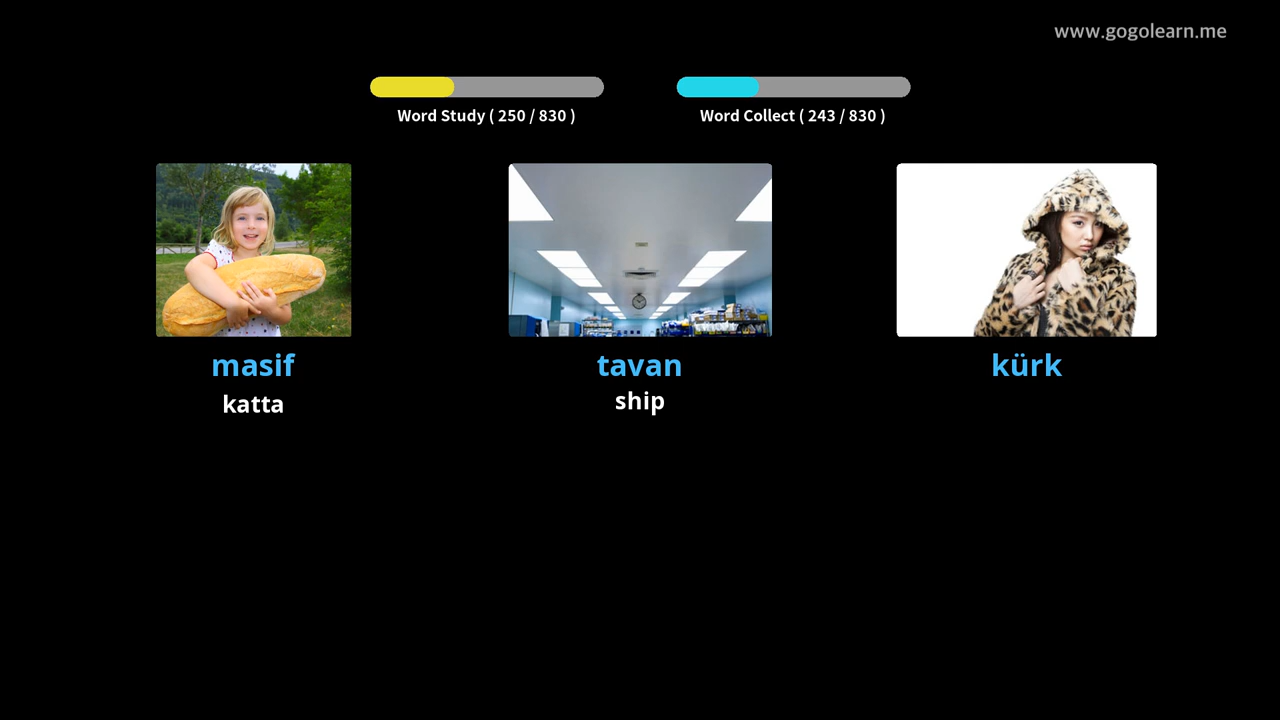 www.gogolearn.me
Word Study ( 250 / 830 )
Word Collect ( 243 / 830 )
masif
katta
tavan
ship
kürk